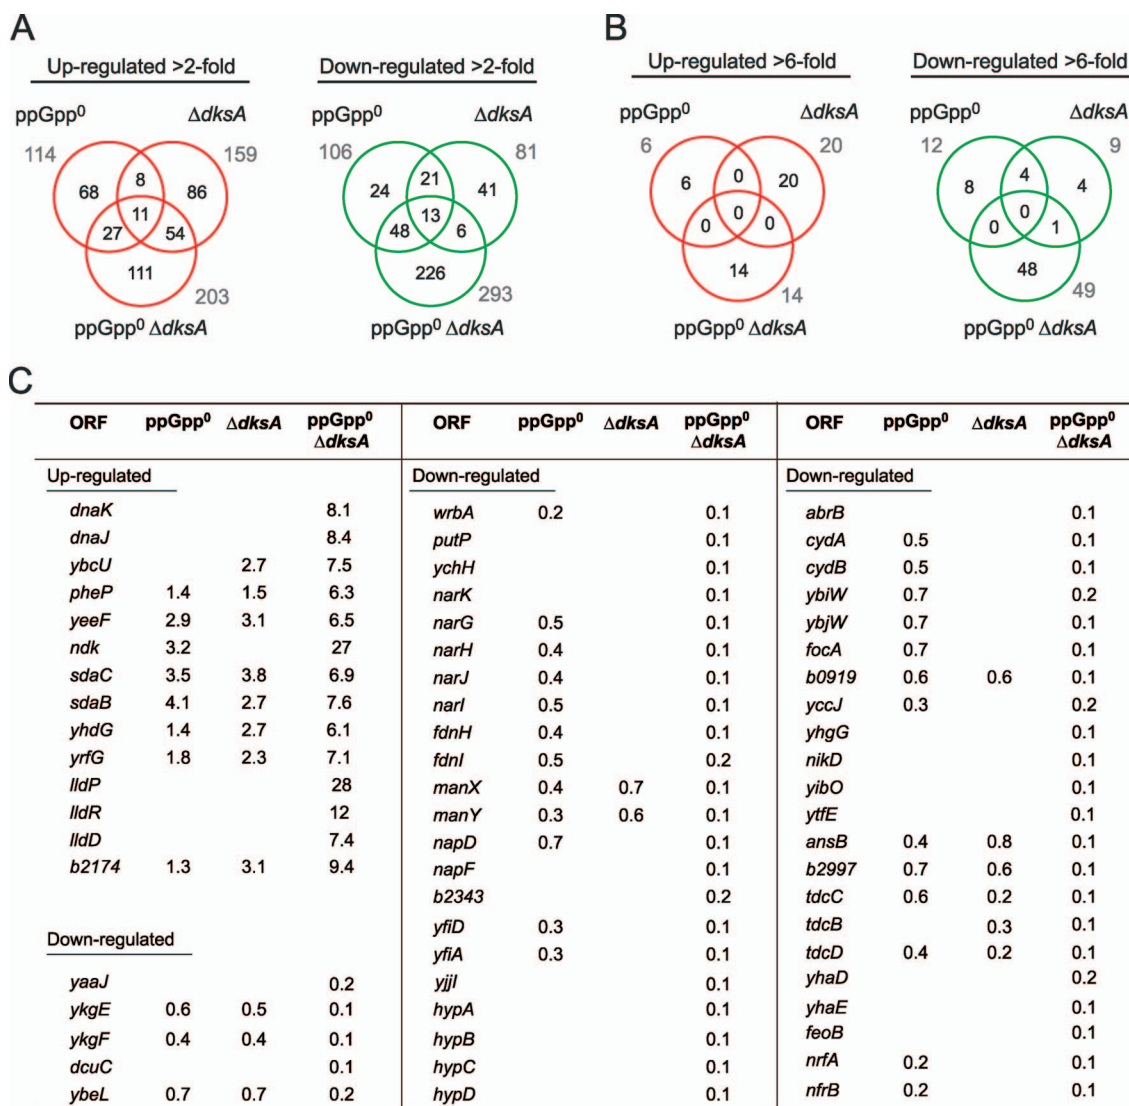 A
B
Up-regulated >2-fold
Down-regulated >2-fold
Up-regulated >6-fold
Down-regulated >6-fold
ppGpp⁰ ΔdksA
114 159
68 8 86
11
27 54
111
203
ppGpp⁰ ΔdksA
ppGpp⁰ ΔdksA
106 81
24 21 41
13
48 6
226
293
ppGpp⁰ ΔdksA
ppGpp⁰ ΔdksA
6 20
6 0 20
0
0 0
14
14
ppGpp⁰ ΔdksA
ppGpp⁰ ΔdksA
12 9
8 4 4
0
0 1
48
49
ppGpp⁰ ΔdksA
C
ORF ppGpp⁰ ΔdksA ppGpp⁰ ΔdksA
Up-regulated
dnaK 8.1
dnaJ 8.4
ybcU 2.7 7.5
pheP 1.4 1.5 6.3
yeeF 2.9 3.1 6.5
ndk 3.2 27
sdaC 3.5 3.8 6.9
sdaB 4.1 2.7 7.6
yhdG 1.4 2.7 6.1
yrfG 1.8 2.3 7.1
lldP 28
lldR 12
lldD 7.4
b2174 1.3 3.1 9.4
Down-regulated
yaaJ 0.2
ykgE 0.6 0.5 0.1
ykgF 0.4 0.4 0.1
dcuC 0.1
ybeL 0.7 0.7 0.2
ORF ppGpp⁰ ΔdksA ppGpp⁰ ΔdksA
Down-regulated
wrbA 0.2 0.1
putP 0.1
ychH 0.1
narK 0.1
narG 0.5 0.1
narH 0.4 0.1
narJ 0.4 0.1
narI 0.5 0.1
fdnH 0.4 0.1
fdnI 0.5 0.2
manX 0.4 0.7 0.1
manY 0.3 0.6 0.1
napD 0.7 0.1
napF 0.1
b2343 0.2
yfiD 0.3 0.1
yfiA 0.3 0.1
yjjI 0.1
hypA 0.1
hypB 0.1
hypC 0.1
hypD 0.1
ORF ppGpp⁰ ΔdksA ppGpp⁰ ΔdksA
Down-regulated
abrB 0.1
cydA 0.5 0.1
cydB 0.5 0.1
ybiW 0.7 0.2
ybjW 0.7 0.1
focA 0.7 0.1
b0919 0.6 0.6 0.1
yccJ 0.3 0.2
yhgG 0.1
nikD 0.1
yibO 0.1
ytfE 0.1
ansB 0.4 0.8 0.1
b2997 0.7 0.6 0.1
tdcC 0.6 0.2 0.1
tdcB 0.3 0.1
tdcD 0.4 0.2 0.1
yhaD 0.2
yhaE 0.1
feoB 0.1
nrfA 0.2 0.1
nfrB 0.2 0.1